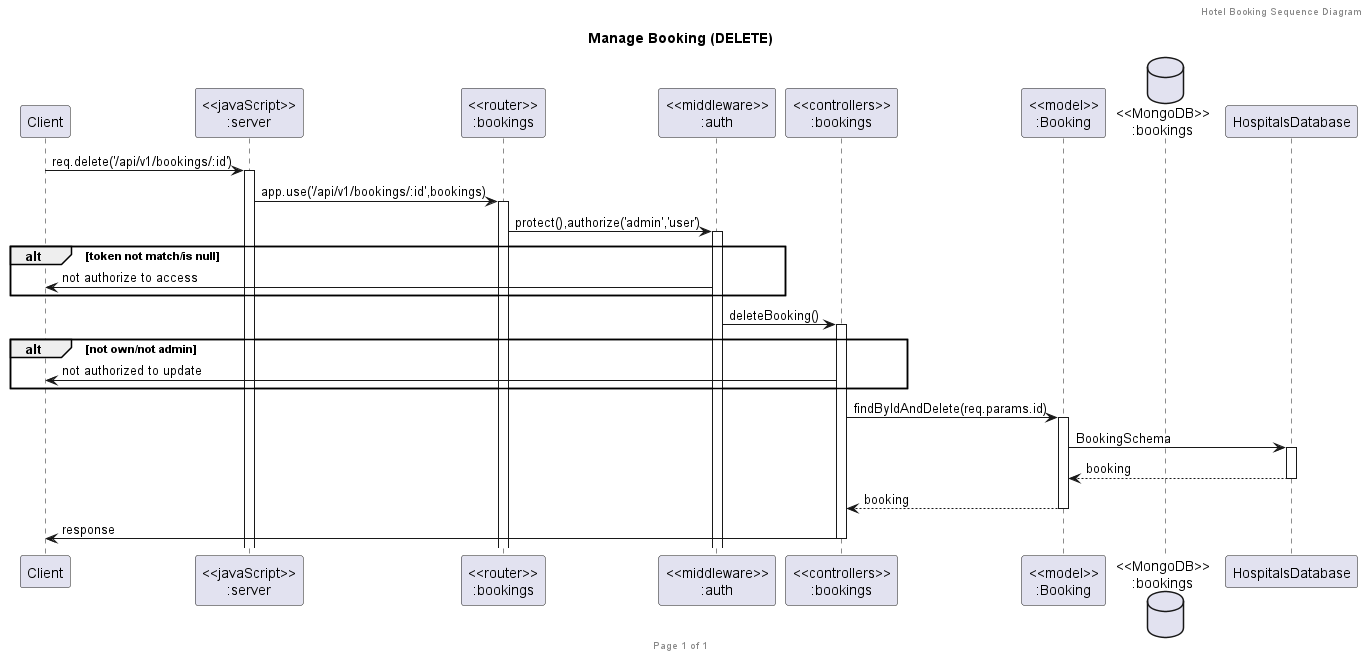 Hotel Booking Sequence Diagram
Manage Booking (DELETE)
Client
<<javaScript>>
:server
<<router>>
:bookings
<<middleware>>
:auth
<<controllers>>
:bookings
<<model>>
:Booking
<<MongoDB>>
:bookings
HospitalsDatabase
req.delete('/api/v1/bookings/:id')
app.use('/api/v1/bookings/:id',bookings)
protect(),authorize('admin','user')
alt [token not match/is null]
not authorize to access
deleteBooking()
alt [not own/not admin]
not authorized to update
findByIdAndDelete(req.params.id)
BookingSchema
booking
booking
response
Client
<<javaScript>>
:server
<<router>>
:bookings
<<middleware>>
:auth
<<controllers>>
:bookings
<<model>>
:Booking
<<MongoDB>>
:bookings
HospitalsDatabase
Page 1 of 1